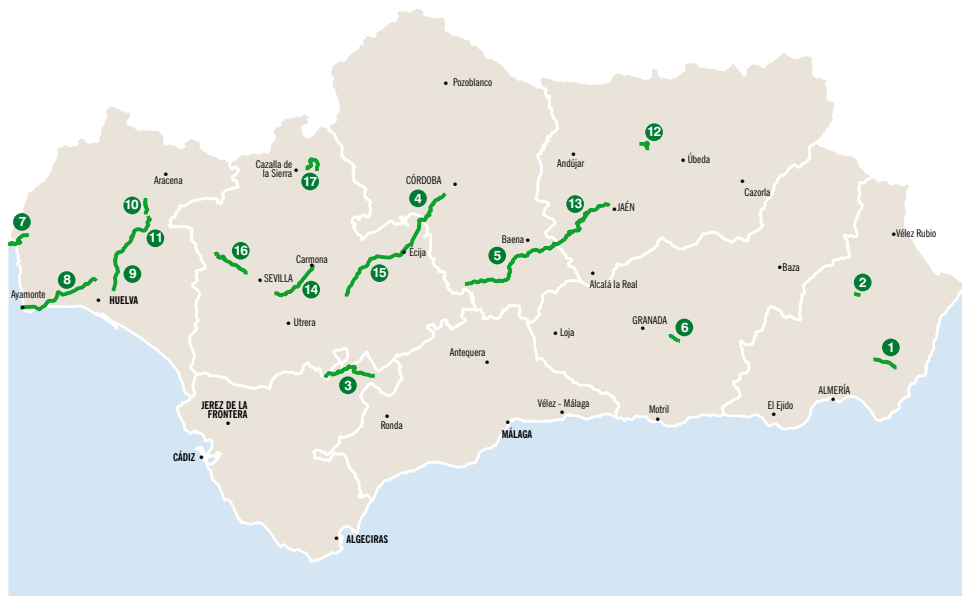 Pozoblanco
12
Andújar
Úbeda
Cazalla de
la Sierra
17
Aracena
CÓRDOBA
4
Cazorla
10
13
JAÉN
7
11
Vélez Rubio
Baena
16
Carmona
Écija
5
15
8
9
SEVILLA
14
Alcalá la Real
Baza
2
Ayamonte
HUELVA
Utrera
Loja
GRANADA
6
1
Antequera
3
ALMERÍA
JEREZ DE LA
FRONTERA
Ronda
Vélez - Málaga
Motril
El Ejido
MÁLAGA
CÁDIZ
ALGECIRAS